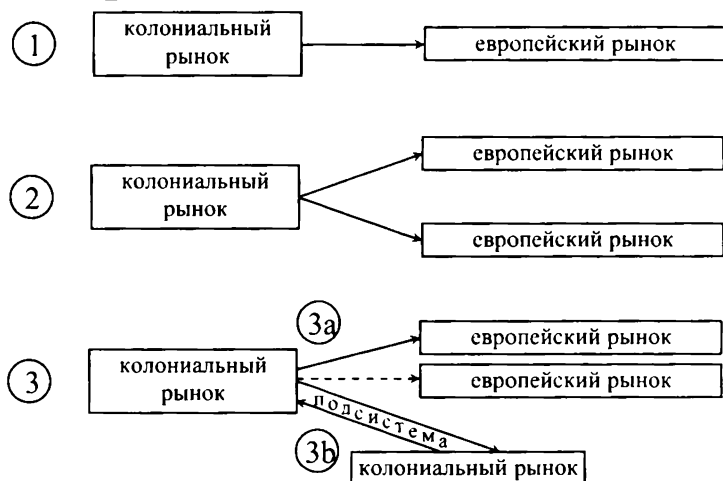 1
колониальный
рынок
европейский рынок
2
колониальный
рынок
европейский рынок
европейский рынок
3
колониальный
рынок
3a
европейский рынок
европейский рынок
подсистема
3b
колониальный рынок